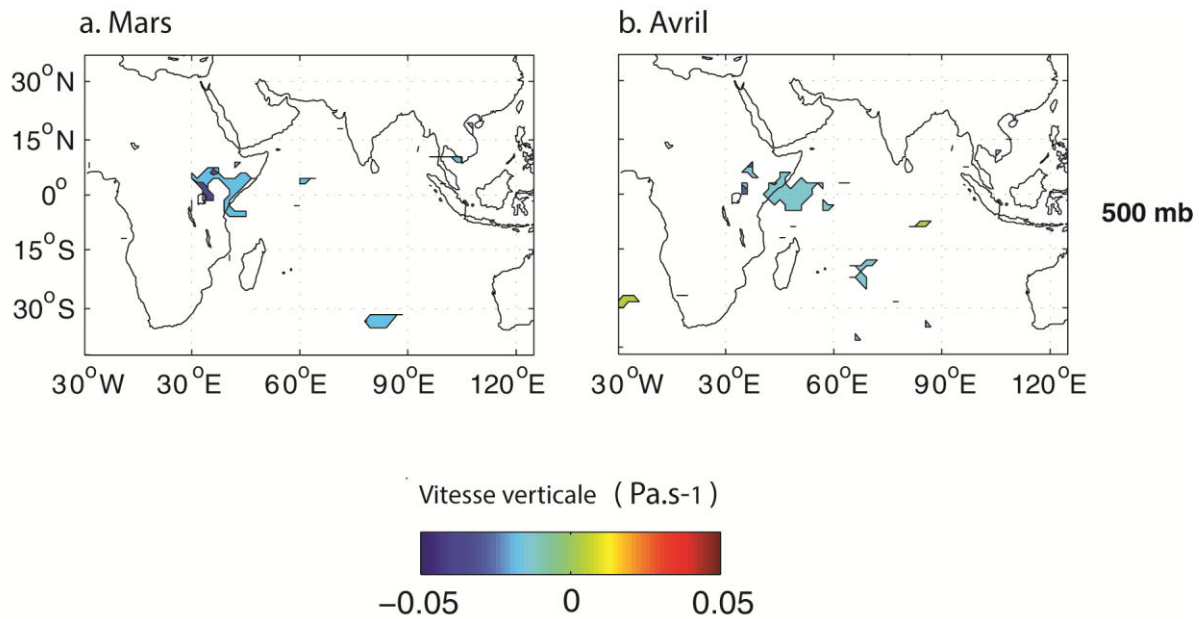 a. Mars
b. Avril
30°N
15°N
0°
15°S
30°S
30°W 30°E 60°E 90°E 120°E
30°W 30°E 60°E 90°E 120°E
500 mb
Vitesse verticale ( Pa.s-1 )
−0.05 0 0.05